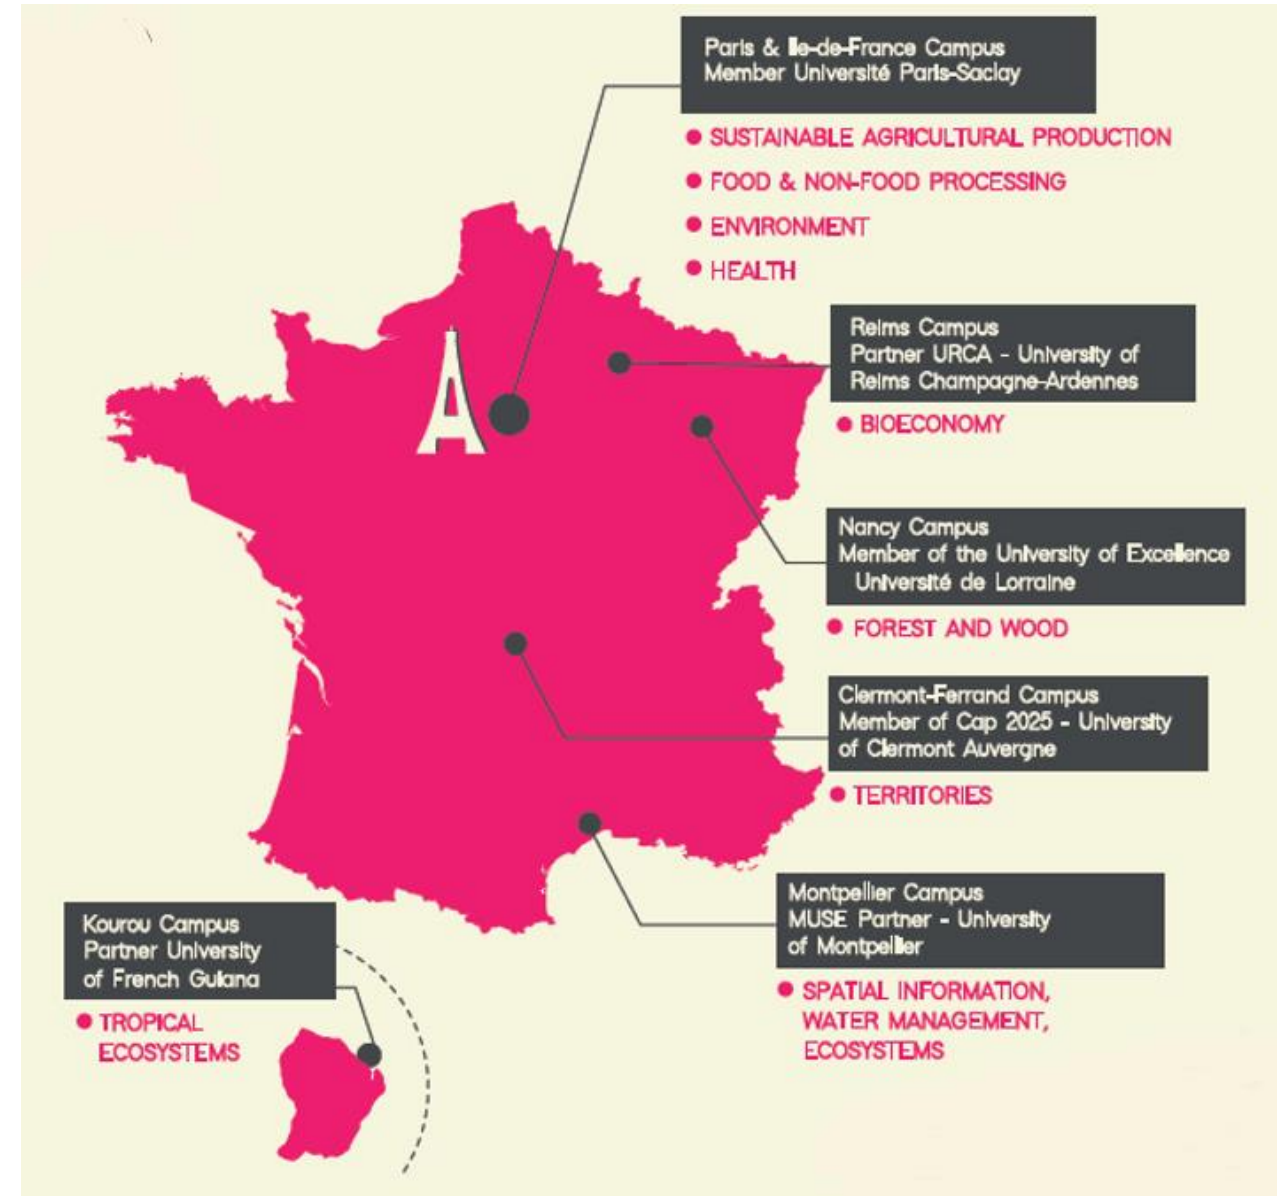 Paris & Ile-de-France Campus
Member Université Paris-Saclay
SUSTAINABLE AGRICULTURAL PRODUCTION
FOOD & NON-FOOD PROCESSING
ENVIRONMENT
HEALTH
Reims Campus
Partner URCA - University of
Reims Champagne-Ardennes
BIOECONOMY
Nancy Campus
Member of the University of Excellence
Université de Lorraine
FOREST AND WOOD
Clermont-Ferrand Campus
Member of Cap 2025 - University
of Clermont Auvergne
TERRITORIES
Montpellier Campus
MUSE Partner - University
of Montpellier
SPATIAL INFORMATION,
WATER MANAGEMENT,
ECOSYSTEMS
Kourou Campus
Partner University
of French Guiana
TROPICAL
ECOSYSTEMS